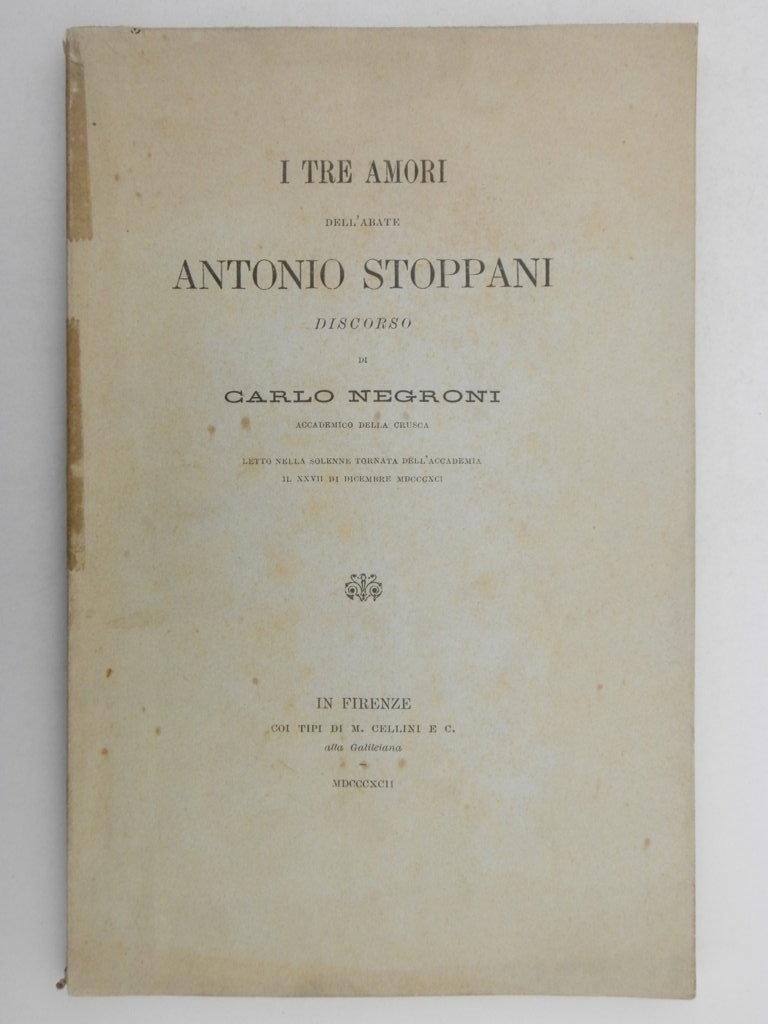 I TRE AMORI
DELL'ABATE
ANTONIO STOPPANI
DISCORSO
DI
CARLO NEGRONI
ACCADEMICO DELLA CRUSCA
LETTO NELLA SOLENNE TORNATA DELL'ACCADEMIA
IL XXVII DI DICEMBRE MDCCCXCI
IN FIRENZE
COI TIPI DI M. CELLINI E C.
alla Galileiana
MDCCCXCII